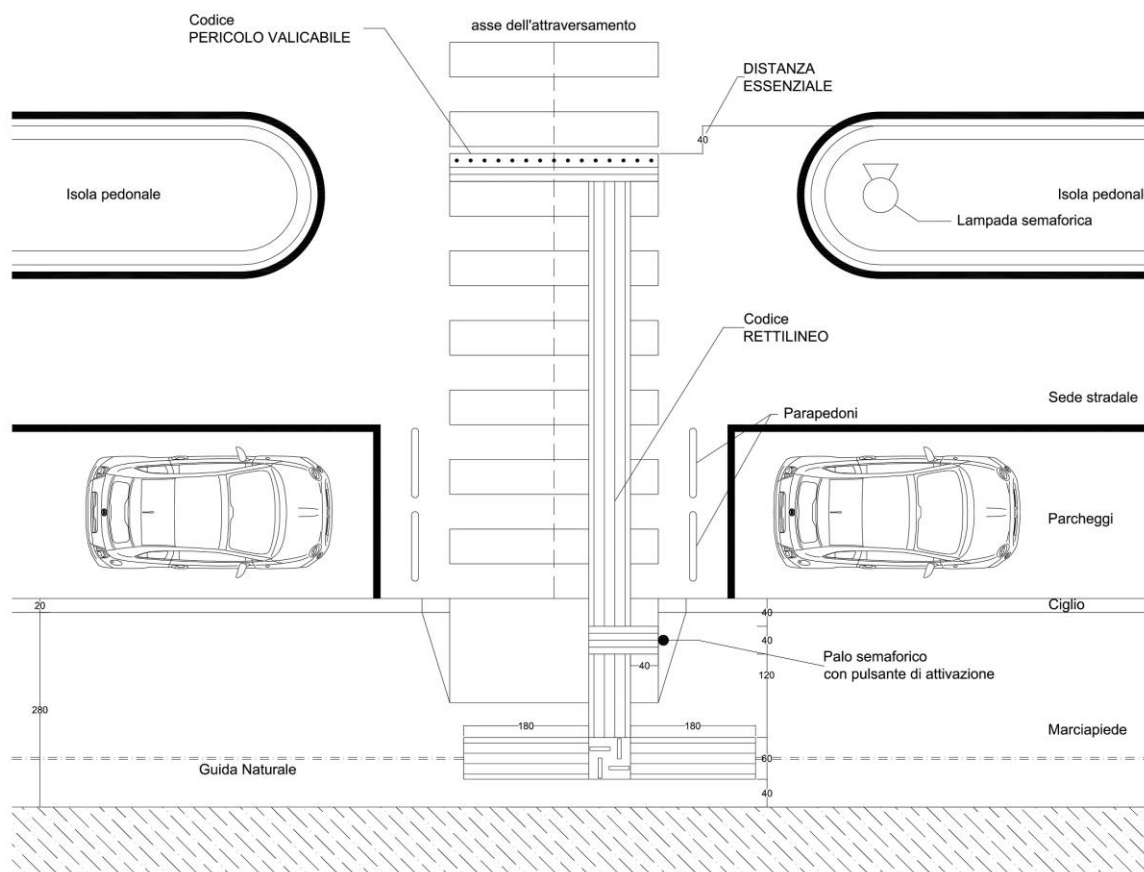 Codice
PERICOLO VALICABILE
asse dell'attraversamento
DISTANZA
ESSENZIALE
40
Isola pedonale
Isola pedonal
Lampada semaforica
Codice
RETTILINEO
Sede stradale
Parapedoni
Parcheggi
20
40
Ciglio
40
40
Palo semaforico
con pulsante di attivazione
120
280
180
180
Marciapiede
Guida Naturale
60
40